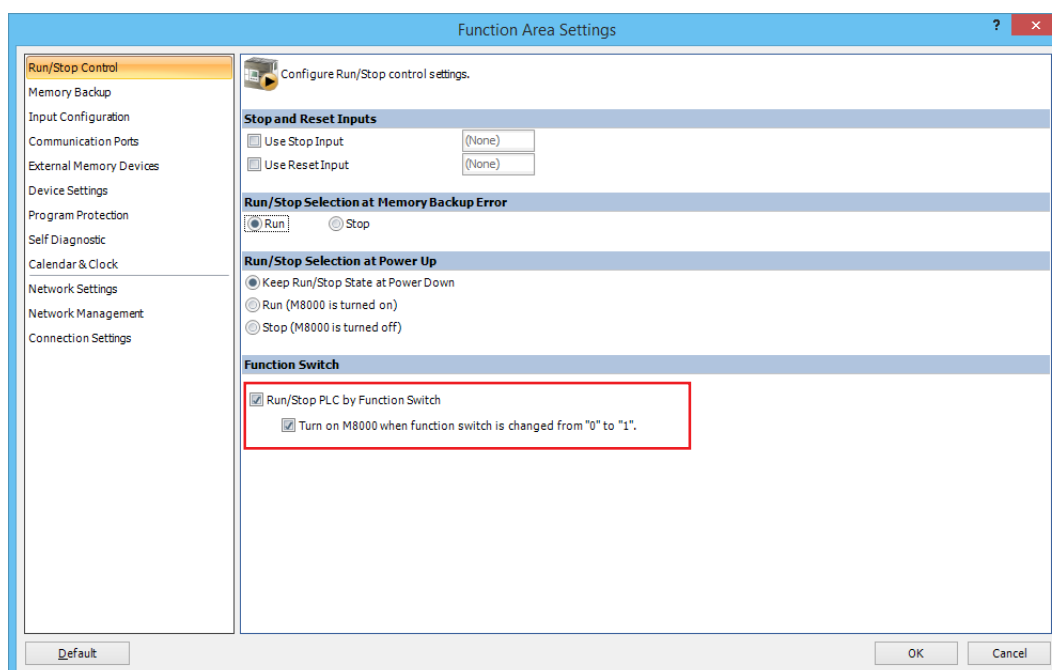 Function Area Settings
?
×
Run/Stop Control
Memory Backup
Input Configuration
Communication Ports
External Memory Devices
Device Settings
Program Protection
Self Diagnostic
Calendar & Clock
Network Settings
Network Management
Connection Settings
Configure Run/Stop control settings.
Stop and Reset Inputs
Use Stop Input (None)
Use Reset Input (None)
Run/Stop Selection at Memory Backup Error
Run Stop
Run/Stop Selection at Power Up
Keep Run/Stop State at Power Down
Run (M8000 is turned on)
Stop (M8000 is turned off)
Function Switch
Run/Stop PLC by Function Switch
Turn on M8000 when function switch is changed from "0" to "1".
Default
OK
Cancel